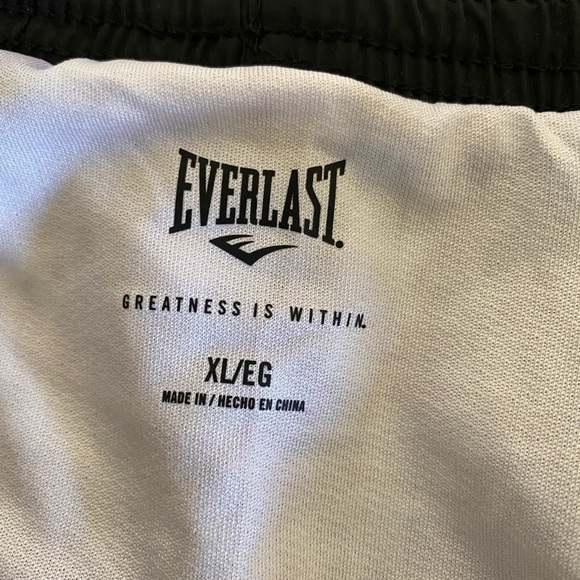 EVERLAST.
GREATNESS IS WITHIN.
XL/EG
MADE IN / HECHO EN CHINA